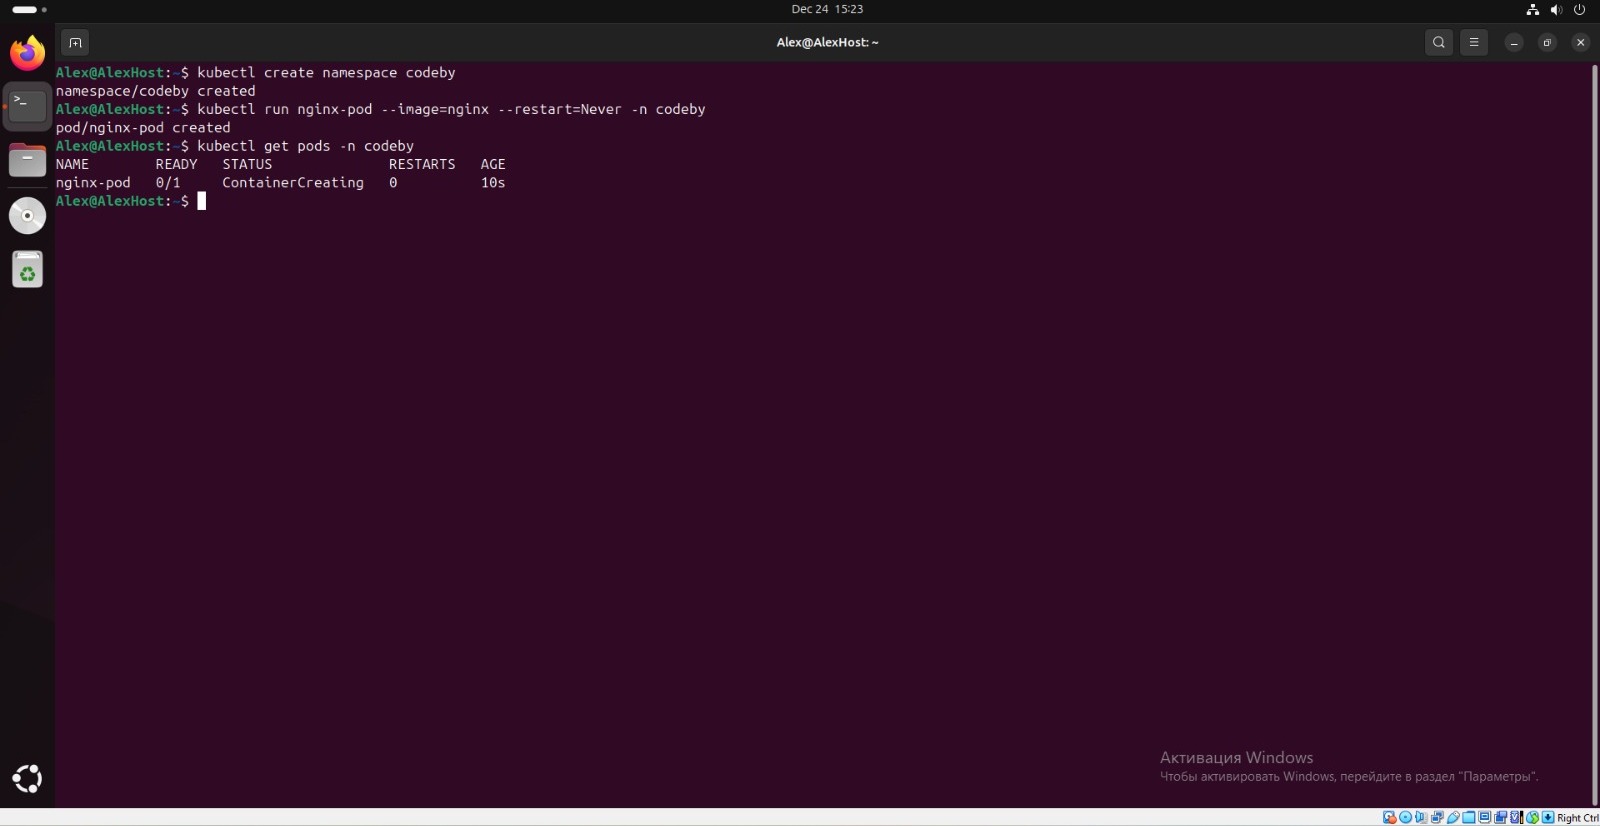 Dec 24 15:23
Alex@AlexHost: ~
Alex@AlexHost:~$ kubectl create namespace codeby
namespace/codeby created
Alex@AlexHost:~$ kubectl run nginx-pod --image=nginx --restart=Never -n codeby
pod/nginx-pod created
Alex@AlexHost:~$ kubectl get pods -n codeby
NAME READY STATUS RESTARTS AGE
nginx-pod 0/1 ContainerCreating 0 10s
Alex@AlexHost:~$
Активация Windows
Чтобы активировать Windows, перейдите в раздел "Параметры".
Right Ctrl